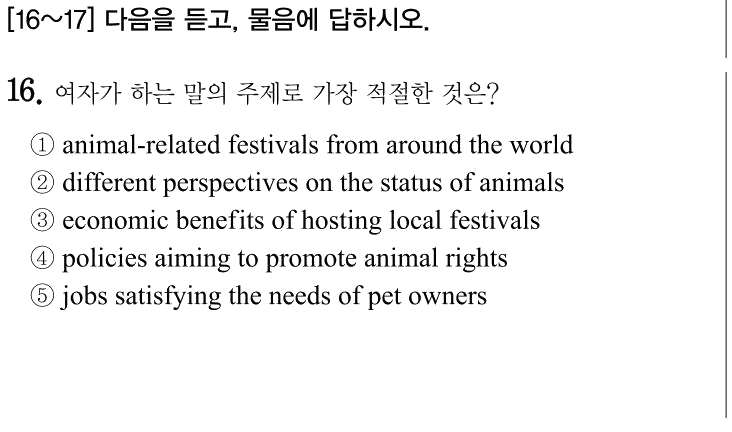 [16～17] 다음을 듣고, 물음에 답하시오.
16. 여자가 하는 말의 주제로 가장 적절한 것은?
① animal-related festivals from around the world
② different perspectives on the status of animals
③ economic benefits of hosting local festivals
④ policies aiming to promote animal rights
⑤ jobs satisfying the needs of pet owners